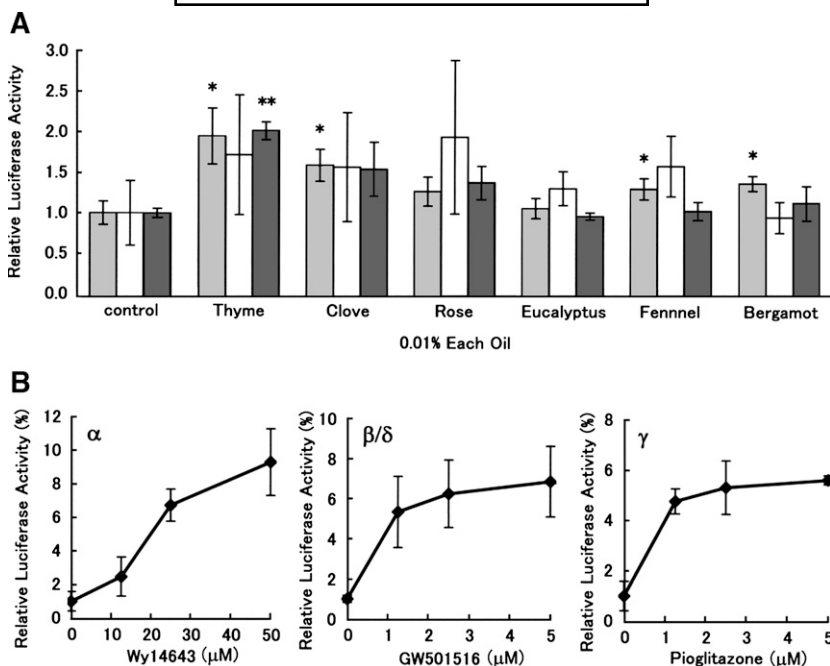 A
Relative Luciferase Activity
3.0
2.5
2.0
1.5
1.0
0.5
0.0
* ** * * *
control Thyme Clove Rose Eucalyptus Fennnel Bergamot
0.01% Each Oil
B
Relative Luciferase Activity (%)
12
10
8
6
4
2
0
α
0 10 20 30 40 50
Wy14643 (μM)
Relative Luciferase Activity (%)
10
8
6
4
2
0
β/δ
0 1 2 3 4 5
GW501516 (μM)
Relative Luciferase Activity (%)
8
6
4
2
0
γ
0 1 2 3 4 5
Pioglitazone (μM)